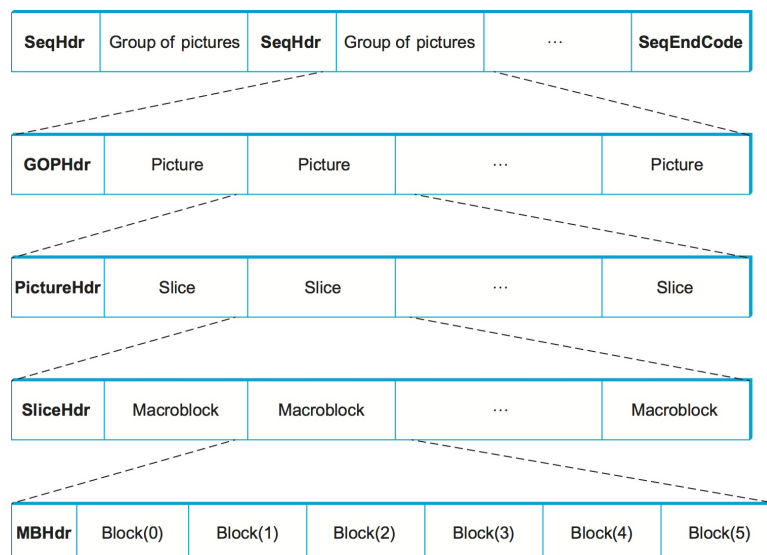 SeqHdr Group of pictures SeqHdr Group of pictures ... SeqEndCode
GOPHdr Picture Picture ... Picture
PictureHdr Slice Slice ... Slice
SliceHdr Macroblock Macroblock ... Macroblock
MBHdr Block(0) Block(1) Block(2) Block(3) Block(4) Block(5)